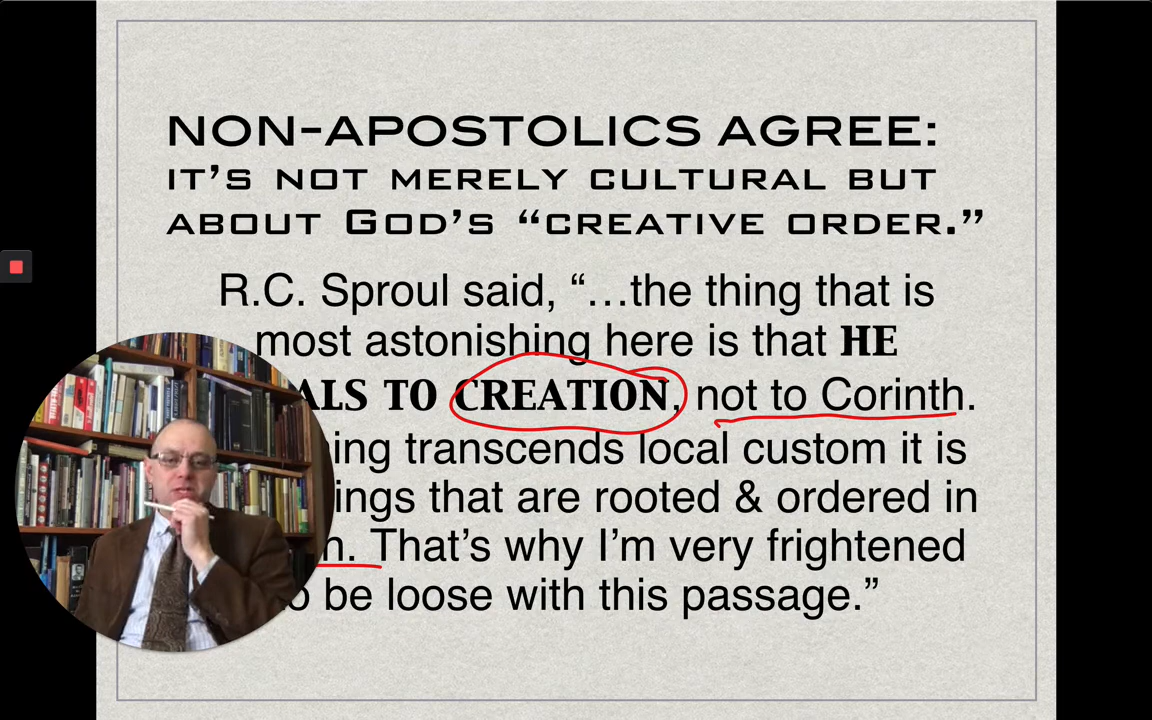 NON-APOSTOLICS AGREE:
IT'S NOT MERELY CULTURAL BUT
ABOUT GOD'S “CREATIVE ORDER.”
R.C. Sproul said, “…the thing that is
most astonishing here is that HE
TO CREATION, not to Corinth.
transcends local custom it is
that are rooted & ordered in
That's why I'm very frightened
be loose with this passage.”